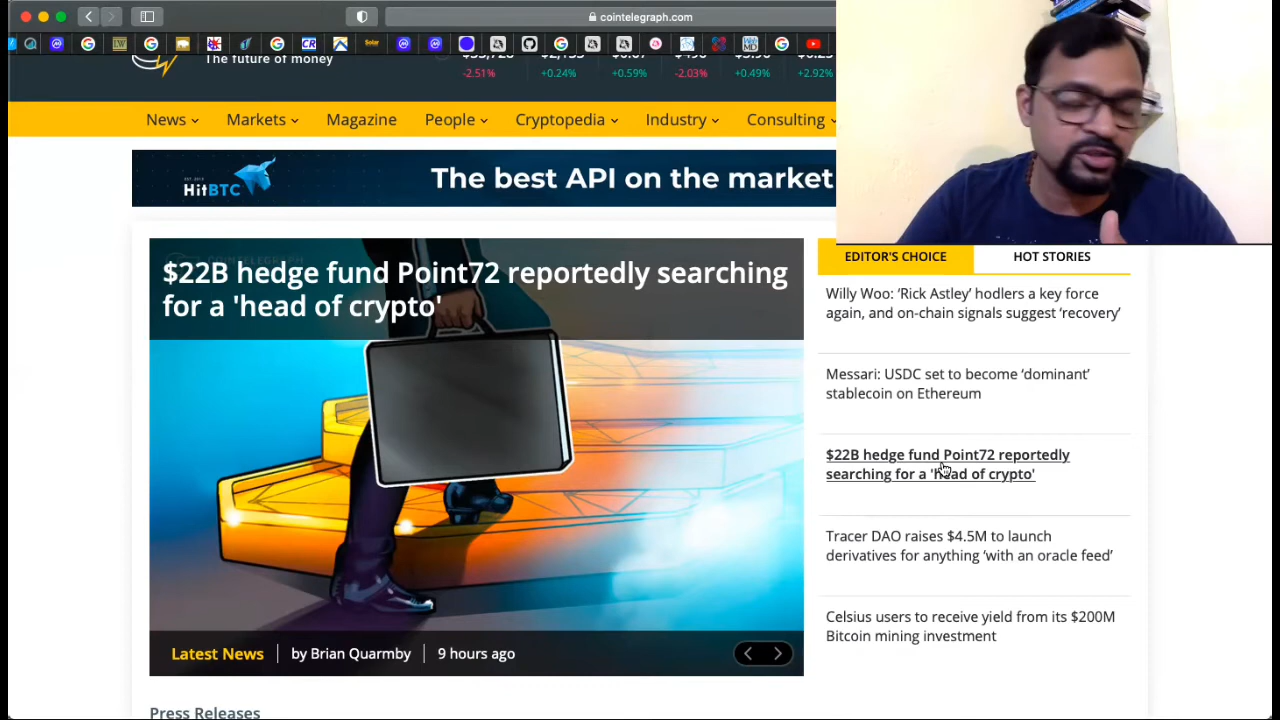 cointelegraph.com
The future of money
-2.51% +0.24% +0.59% -2.03% +0.49% +2.92%
News Markets Magazine People Cryptopedia Industry Consulting
HitBTC The best API on the market
$22B hedge fund Point72 reportedly searching
for a 'head of crypto'
Latest News by Brian Quarmby 9 hours ago
EDITOR'S CHOICE HOT STORIES
Willy Woo: ‘Rick Astley’ hodlers a key force
again, and on-chain signals suggest ‘recovery’
Messari: USDC set to become ‘dominant’
stablecoin on Ethereum
$22B hedge fund Point72 reportedly
searching for a 'head of crypto'
Tracer DAO raises $4.5M to launch
derivatives for anything ‘with an oracle feed’
Celsius users to receive yield from its $200M
Bitcoin mining investment
Press Releases